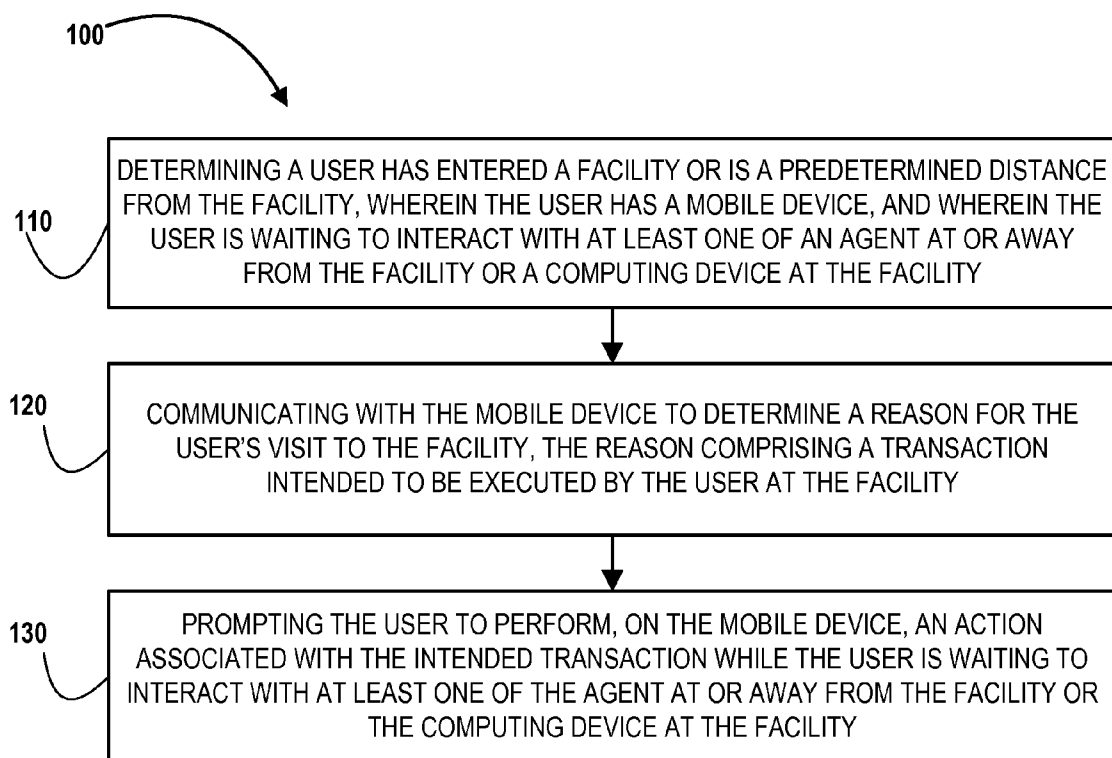 100
110
DETERMINING A USER HAS ENTERED A FACILITY OR IS A PREDETERMINED DISTANCE
FROM THE FACILITY, WHEREIN THE USER HAS A MOBILE DEVICE, AND WHEREIN THE
USER IS WAITING TO INTERACT WITH AT LEAST ONE OF AN AGENT AT OR AWAY
FROM THE FACILITY OR A COMPUTING DEVICE AT THE FACILITY
120
COMMUNICATING WITH THE MOBILE DEVICE TO DETERMINE A REASON FOR THE
USER'S VISIT TO THE FACILITY, THE REASON COMPRISING A TRANSACTION
INTENDED TO BE EXECUTED BY THE USER AT THE FACILITY
130
PROMPTING THE USER TO PERFORM, ON THE MOBILE DEVICE, AN ACTION
ASSOCIATED WITH THE INTENDED TRANSACTION WHILE THE USER IS WAITING TO
INTERACT WITH AT LEAST ONE OF THE AGENT AT OR AWAY FROM THE FACILITY OR
THE COMPUTING DEVICE AT THE FACILITY